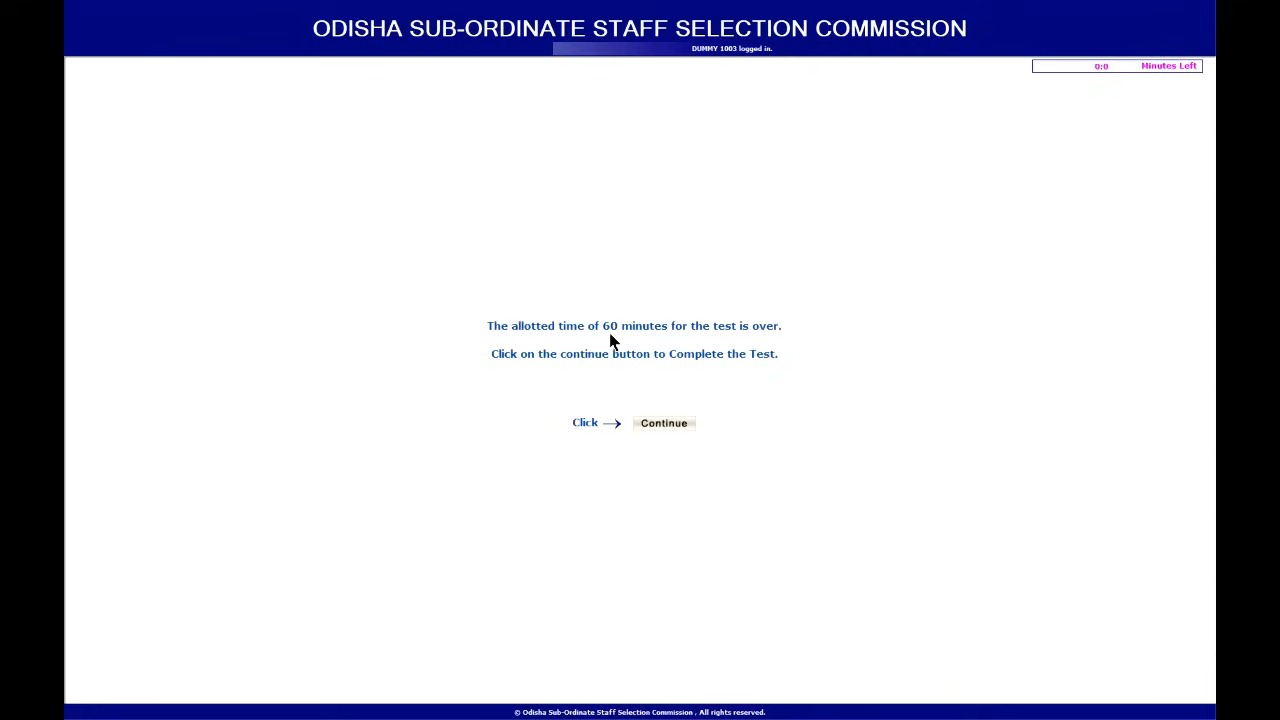 ODISHA SUB-ORDINATE STAFF SELECTION COMMISSION
DUMMY 1003 logged in.
0:0 Minutes Left
The allotted time of 60 minutes for the test is over.
Click on the continue button to Complete the Test.
Click → Continue
© Odisha Sub-Ordinate Staff Selection Commission , All rights reserved.